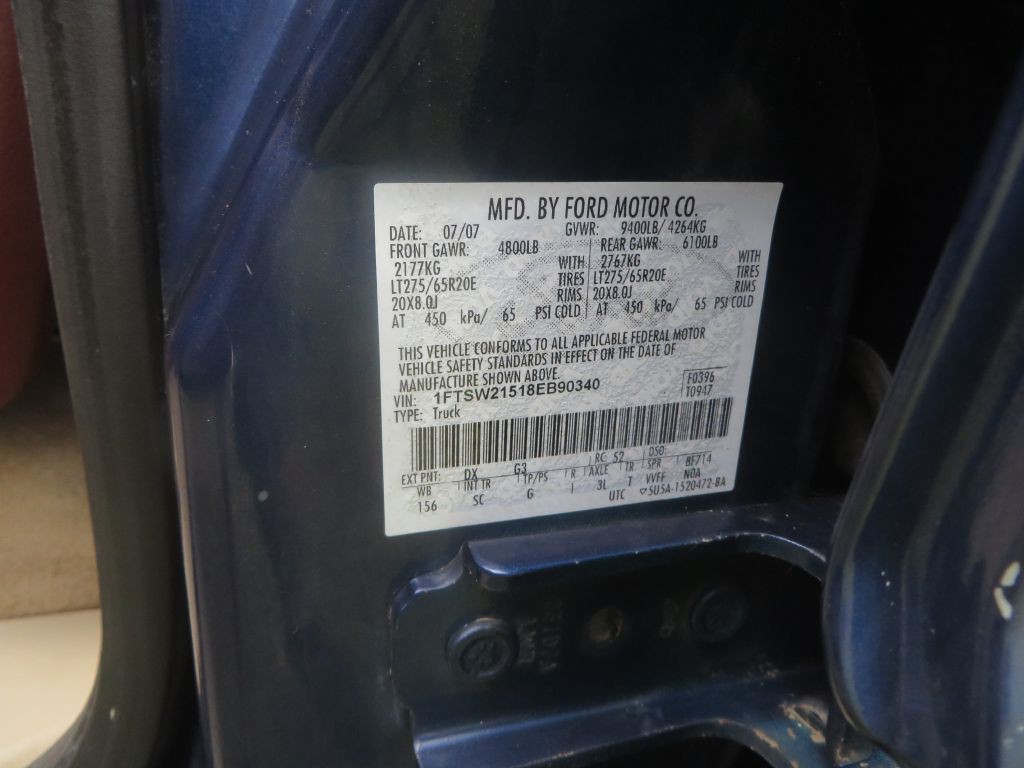 MFD. BY FORD MOTOR CO.
DATE: 07/07 GVWR: 9400LB/ 4264KG
FRONT GAWR: 4800LB REAR GAWR: 6100LB
2177KG WITH 2767KG WITH
LT275/65R20E TIRES LT275/65R20E TIRES
20X8.0J RIMS 20X8.0J RIMS
AT 450 kPa/ 65 PSI COLD AT 450 kPa/ 65 PSI COLD
THIS VEHICLE CONFORMS TO ALL APPLICABLE FEDERAL MOTOR
VEHICLE SAFETY STANDARDS IN EFFECT ON THE DATE OF
MANUFACTURE SHOWN ABOVE.
VIN: 1FTSW21518EB90340 F0396
TYPE: Truck T0947
EXT PNT: DX G3 RC: 52 DSO:
WB INT TR TP/PS R AXLE TR SPR BF714
156 SC G I 3L T VVFF NOA
UTC ▽5U5A-1520472-BA